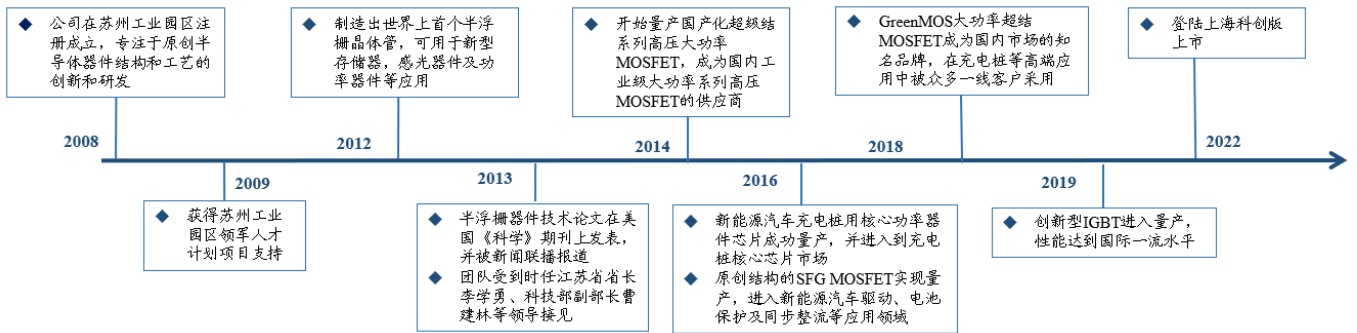 公司在苏州工业园区注
册成立，专注于原创半
导体器件结构和工艺的
创新和研发
2008
获得苏州工业
园区领军人才
计划项目支持
2009
制造出世界上首个半浮
栅晶体管，可用于新型
存储器，感光器件及功
率器件等应用
2012
2013
半浮栅器件技术论文在美
国《科学》期刊上发表，
并被新闻联播报道
团队受到时任江苏省省长
李学勇、科技部副部长曹
建林等领导接见
开始量产国产化超级结
系列高压大功率
MOSFET，成为国内工
业级大功率系列高压
MOSFET的供应商
2014
2016
新能源汽车充电桩用核心功率器
件芯片成功量产，并进入到充电
桩核心芯片市场
原创结构的SFG MOSFET实现量
产，进入新能源汽车驱动、电池
保护及同步整流等应用领域
GreenMOS大功率超结
MOSFET成为国内市场的知
名品牌，在充电桩等高端应
用中被众多一线客户采用
2018
2019
创新型IGBT进入量产，
性能达到国际一流水平
登陆上海科创版
上市
2022